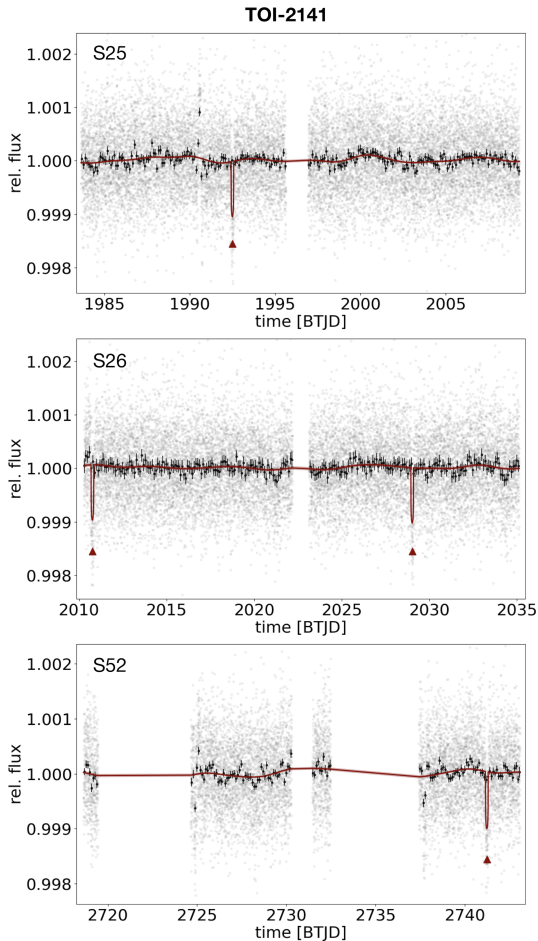 TOI-2141
S25
1.002
1.001
1.000
0.999
0.998
rel. flux
1985 1990 1995 2000 2005
time [BTJD]
S26
1.002
1.001
1.000
0.999
0.998
rel. flux
2010 2015 2020 2025 2030 2035
time [BTJD]
S52
1.002
1.001
1.000
0.999
0.998
rel. flux
2720 2725 2730 2735 2740
time [BTJD]